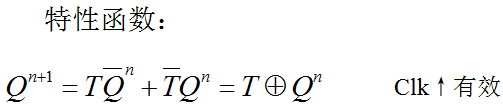 特性函数：
Qⁿ⁺¹ = TQ̅ⁿ + T̅Qⁿ = T ⊕ Qⁿ Clk↑有效